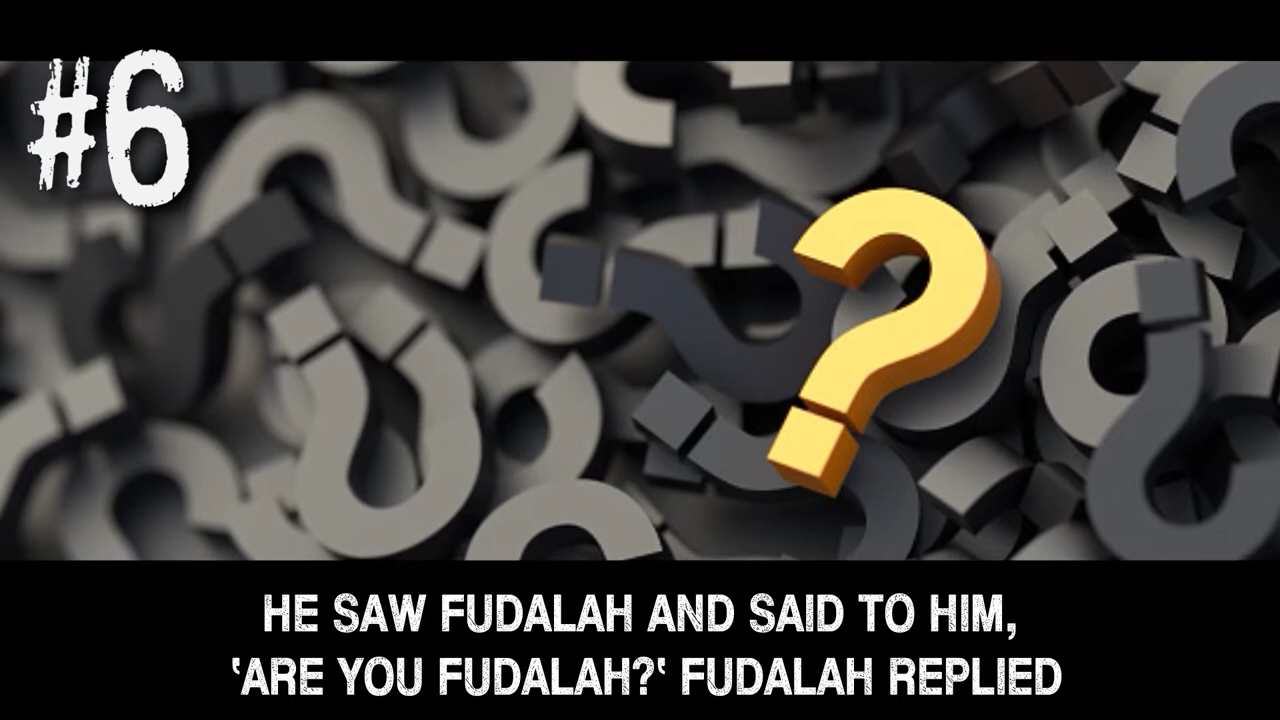 #6
HE SAW FUDALAH AND SAID TO HIM,
‛ARE YOU FUDALAH?‛ FUDALAH REPLIED